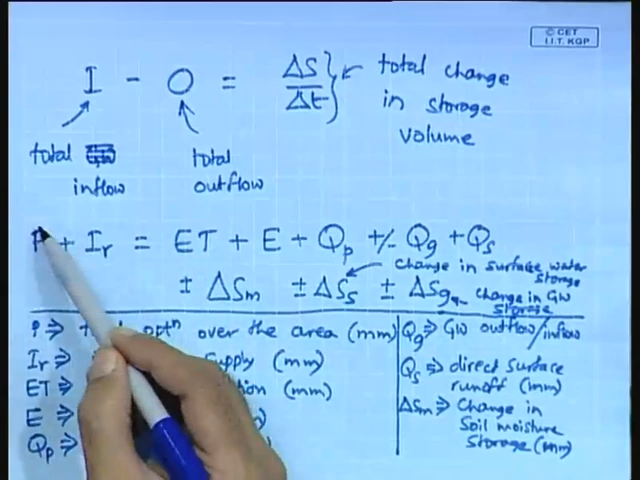 © CET
I.I.T. KGP
I - O = ΔS/Δt
total change
in storage
volume
total
inflow
total
outflow
+ Ir = ET + E + Qp +/- Qg + Qs
± ΔSm ± ΔSs ± ΔSg
change in surface water
storage
change in GW
storage
P ⇒ over the area (mm)
Ir ⇒ supply (mm)
ET ⇒ (mm)
E ⇒
Qp ⇒
Qg ⇒ GW outflow/inflow
Qs ⇒ direct surface
runoff (mm)
ΔSm ⇒ Change in
Soil moisture
Storage (mm)